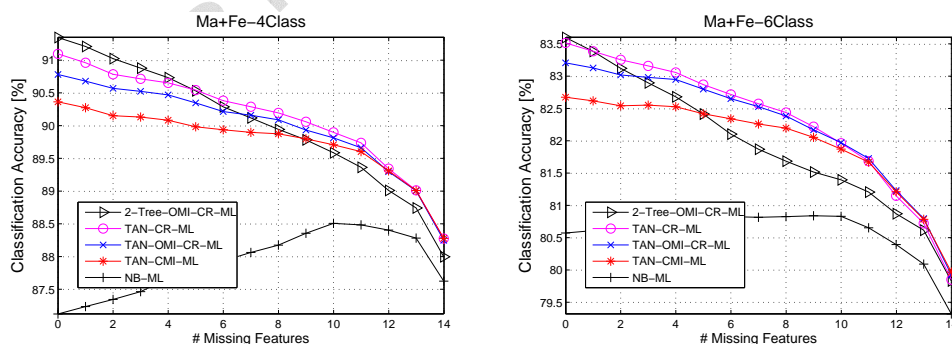 Ma+Fe−4Class
Classification Accuracy [%]
91
90.5
90
89.5
89
88.5
88
87.5
2−Tree−OMI−CR−ML
TAN−CR−ML
TAN−OMI−CR−ML
TAN−CMI−ML
NB−ML
0 2 4 6 8 10 12 14
# Missing Features
Ma+Fe−6Class
Classification Accuracy [%]
83.5
83
82.5
82
81.5
81
80.5
80
79.5
2−Tree−OMI−CR−ML
TAN−CR−ML
TAN−OMI−CR−ML
TAN−CMI−ML
NB−ML
0 2 4 6 8 10 12 1
# Missing Features